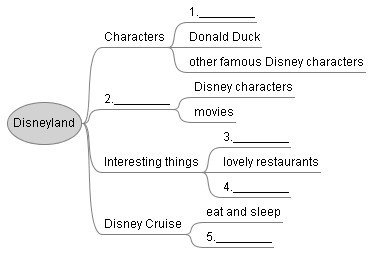 1.________
Characters
Donald Duck
other famous Disney characters
Disneyland
2.________
Disney characters
movies
3.________
Interesting things
lovely restaurants
4.________
Disney Cruise
eat and sleep
5.________